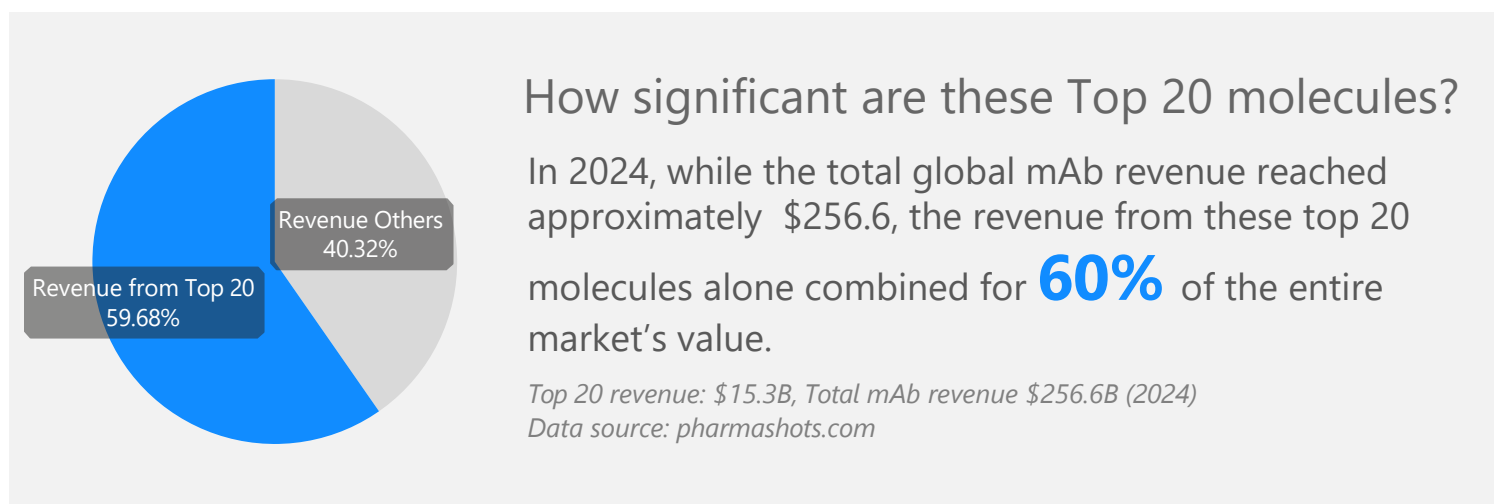 How significant are these Top 20 molecules?
In 2024, while the total global mAb revenue reached
approximately  $256.6, the revenue from these top 20
molecules alone combined for 60% of the entire
market’s value.
Top 20 revenue: $15.3B, Total mAb revenue $256.6B (2024)
Data source: pharmashots.com
Revenue Others
40.32%
Revenue from Top 20
59.68%